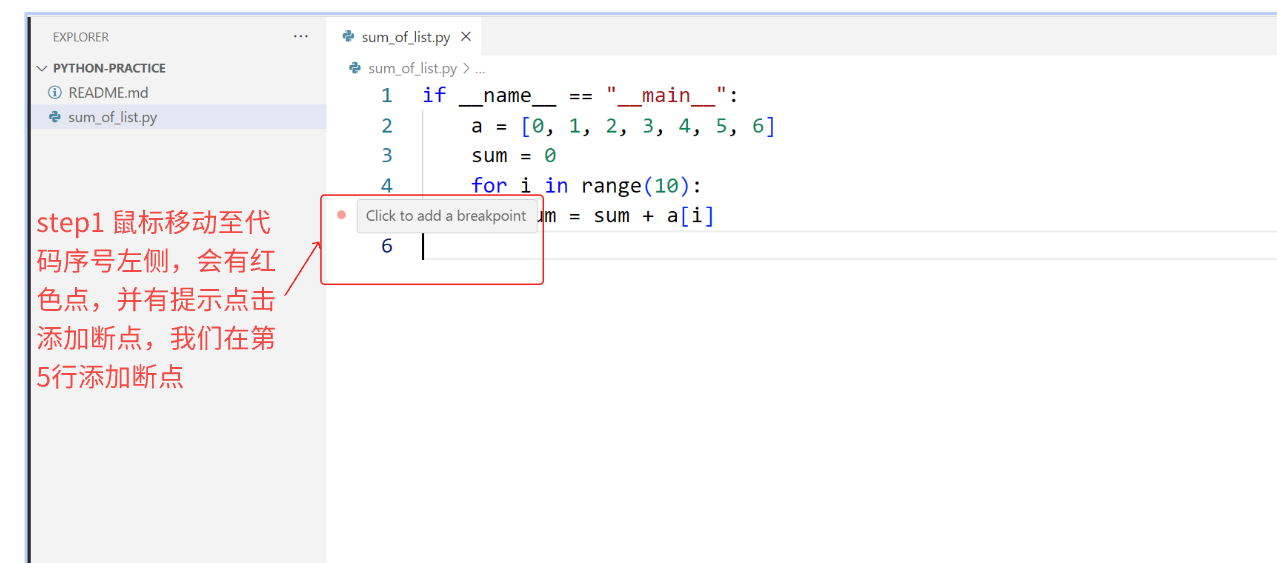 EXPLORER
···
sum_of_list.py
PYTHON-PRACTICE
README.md
sum_of_list.py
sum_of_list.py > ...
1 if __name__ == "__main__":
2     a = [0, 1, 2, 3, 4, 5, 6]
3     sum = 0
4     for i in range(10):
Click to add a breakpoint um = sum + a[i]
6
step1 鼠标移动至代
码序号左侧，会有红
色点，并有提示点击
添加断点，我们在第
5行添加断点